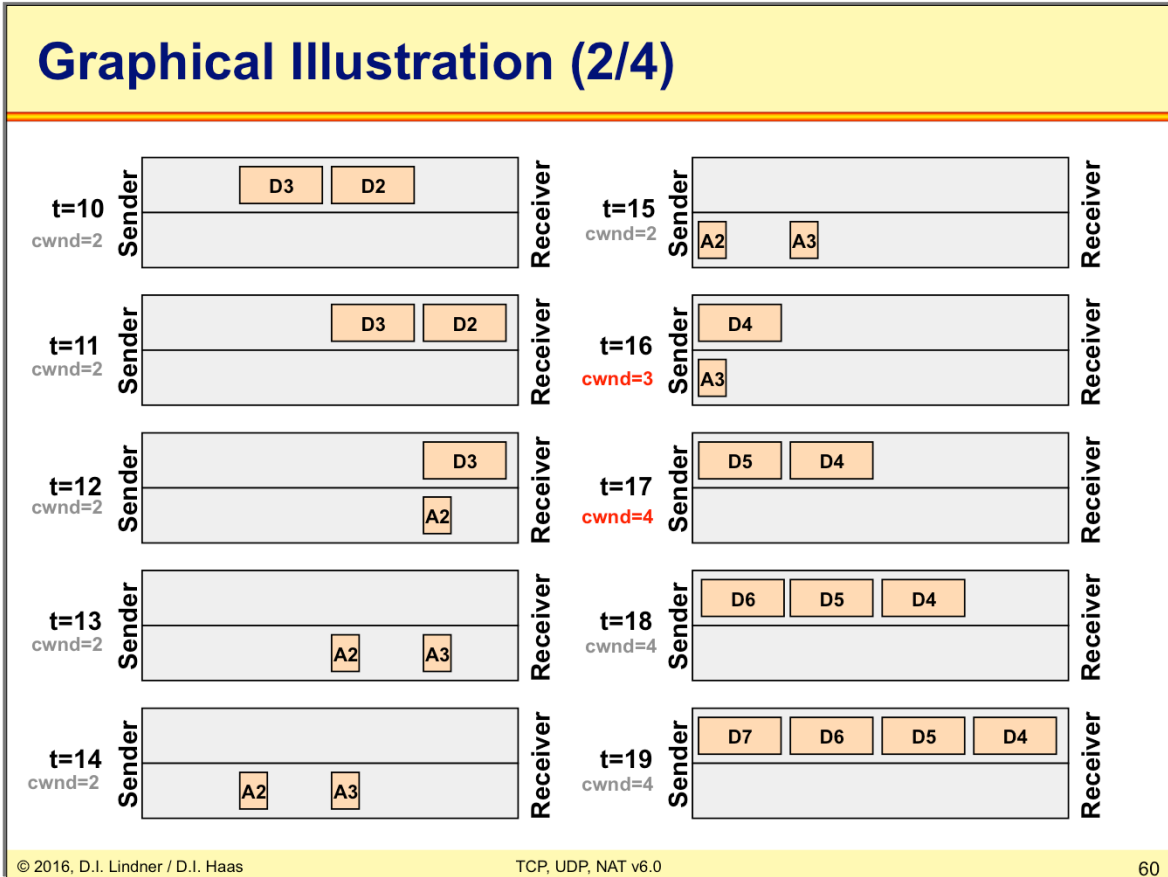 Graphical Illustration (2/4)
t=10
cwnd=2
Sender
D3 D2
Receiver
t=11
cwnd=2
Sender
D3 D2
Receiver
t=12
cwnd=2
Sender
D3
A2
Receiver
t=13
cwnd=2
Sender
A2 A3
Receiver
t=14
cwnd=2
Sender
A2 A3
Receiver
t=15
cwnd=2
Sender
A2 A3
Receiver
t=16
cwnd=3
Sender
D4
A3
Receiver
t=17
cwnd=4
Sender
D5 D4
Receiver
t=18
cwnd=4
Sender
D6 D5 D4
Receiver
t=19
cwnd=4
Sender
D7 D6 D5 D4
Receiver
© 2016, D.I. Lindner / D.I. Haas TCP, UDP, NAT v6.0 60